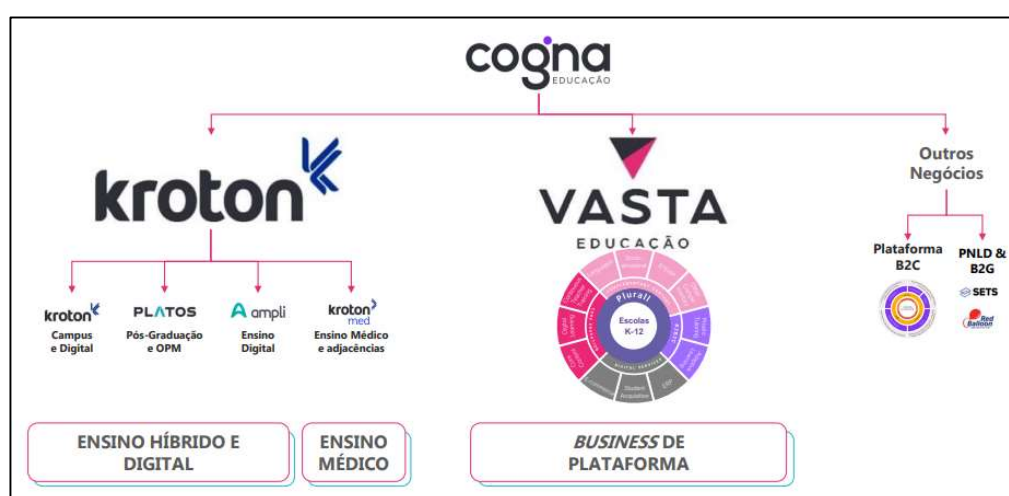 cogna
EDUCAÇÃO
kroton
VASTA
EDUCAÇÃO
Outros
Negócios
kroton
Campus
e Digital
PLATOS
Pós-Graduação
e OPM
ampli
Ensino
Digital
kroton
med
Ensino Médico
e adjacências
Plurall
Escolas
K-12
Plataforma
B2C
PNLD &
B2G
SETS
Red
Balloon
ENSINO HÍBRIDO E
DIGITAL
ENSINO
MÉDICO
BUSINESS DE
PLATAFORMA